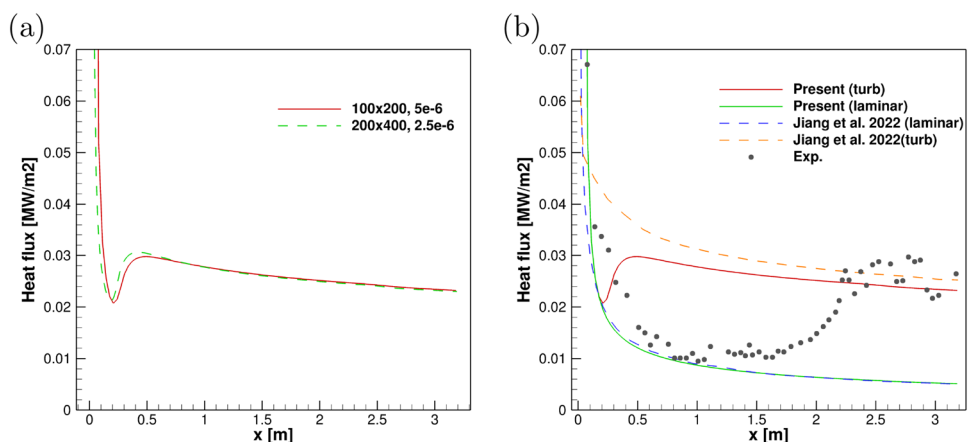 (a)
0.07
0.06
0.05
0.04
0.03
0.02
0.01
0
Heat flux [MW/m2]
100x200, 5e-6
200x400, 2.5e-6
0 0.5 1 1.5 2 2.5 3
x [m]
(b)
0.07
0.06
0.05
0.04
0.03
0.02
0.01
0
Heat flux [MW/m2]
Present (turb)
Present (laminar)
Jiang et al. 2022 (laminar)
Jiang et al. 2022(turb)
Exp.
0 0.5 1 1.5 2 2.5 3
x [m]